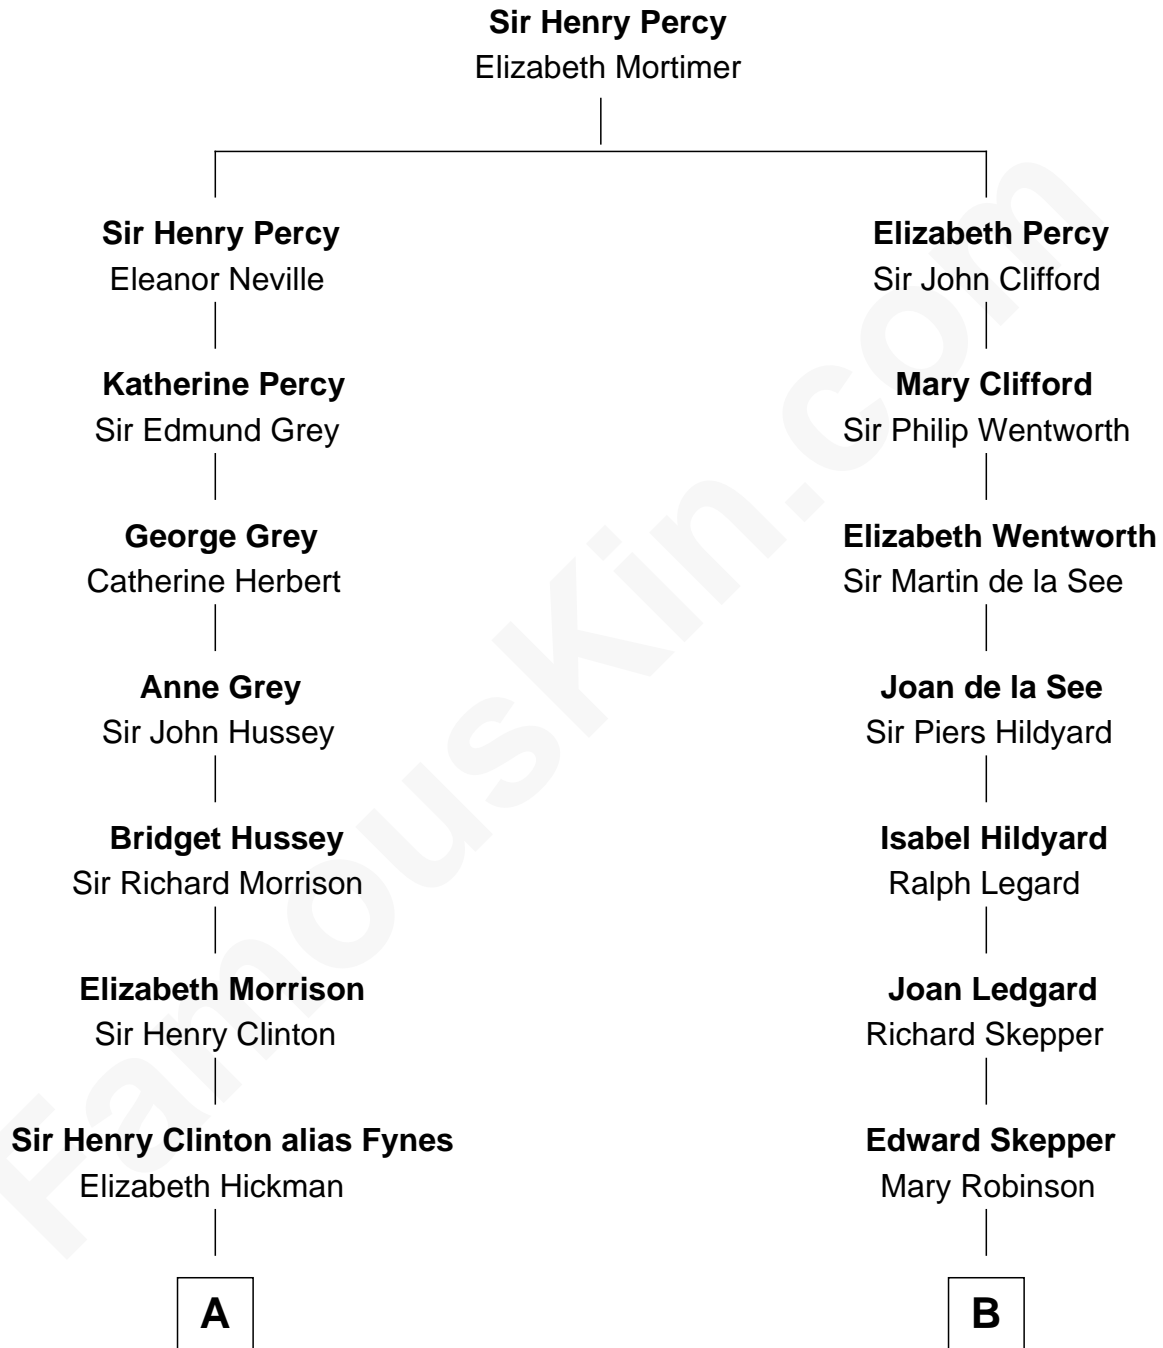 Sir Henry Percy
Elizabeth Mortimer
Sir Henry Percy
Eleanor Neville
Elizabeth Percy
Sir John Clifford
Katherine Percy
Sir Edmund Grey
Mary Clifford
Sir Philip Wentworth
George Grey
Catherine Herbert
Elizabeth Wentworth
Sir Martin de la See
Anne Grey
Sir John Hussey
Joan de la See
Sir Piers Hildyard
Bridget Hussey
Sir Richard Morrison
Isabel Hildyard
Ralph Legard
Elizabeth Morrison
Sir Henry Clinton
Joan Ledgard
Richard Skepper
Sir Henry Clinton alias Fynes
Elizabeth Hickman
Edward Skepper
Mary Robinson
A
B
FamousKin.com